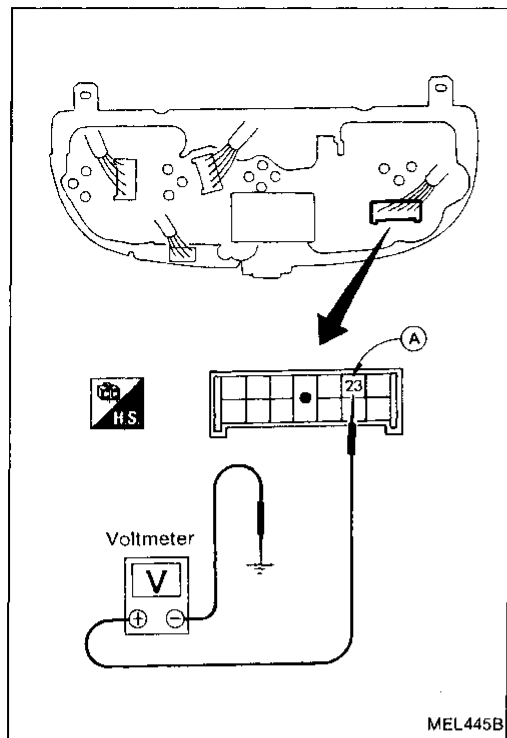 A
23
H.S.
Voltmeter
V
+ −
MEL445B